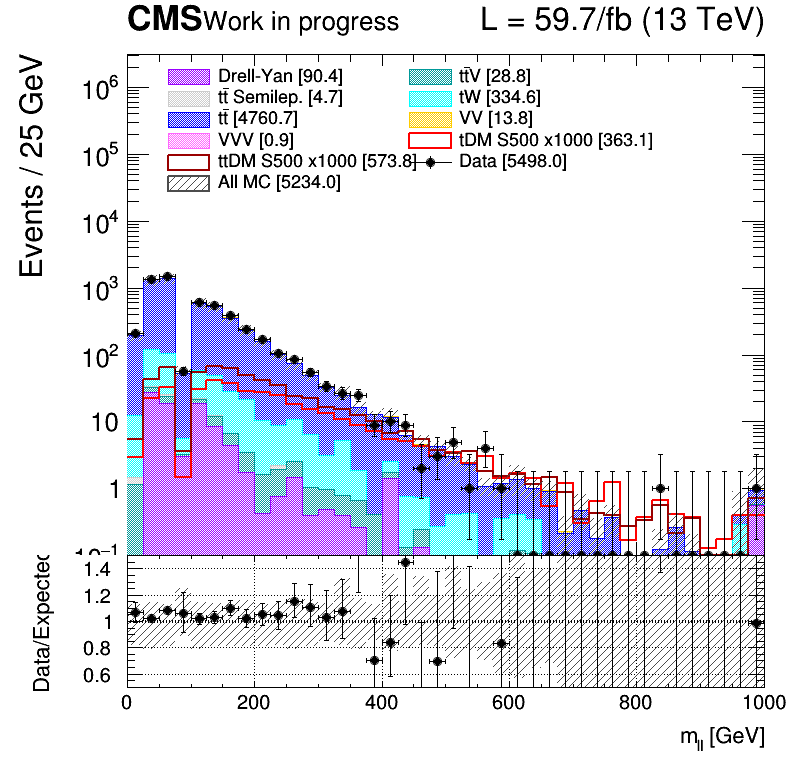 CMS Work in progress L = 59.7/fb (13 TeV)
Events / 25 GeV
Drell-Yan [90.4] tt̄V [28.8]
tt̄ Semilep. [4.7] tW [334.6]
tt̄ [4760.7] VV [13.8]
VVV [0.9] tDM S500 x1000 [363.1]
ttDM S500 x1000 [573.8] Data [5498.0]
All MC [5234.0]
10⁶
10⁵
10⁴
10³
10²
10
1
10⁻¹
Data/Expected
1.4
1.2
1
0.8
0.6
0 200 400 600 800 1000
m_ll [GeV]